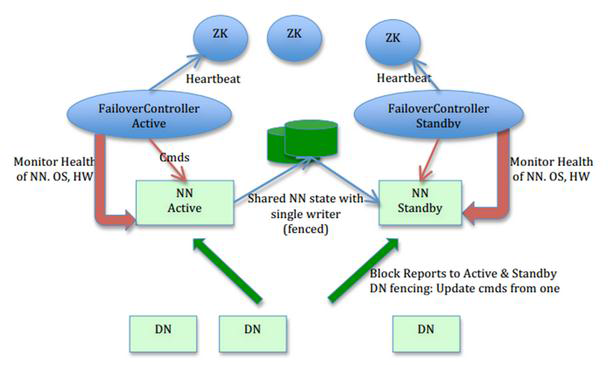 ZK
ZK
ZK
Heartbeat
Heartbeat
FailoverController
Active
FailoverController
Standby
Cmds
Monitor Health
of NN. OS, HW
Monitor Health
of NN. OS, HW
NN
Active
NN
Standby
Shared NN state with
single writer
(fenced)
Block Reports to Active & Standby
DN fencing: Update cmds from one
DN
DN
DN